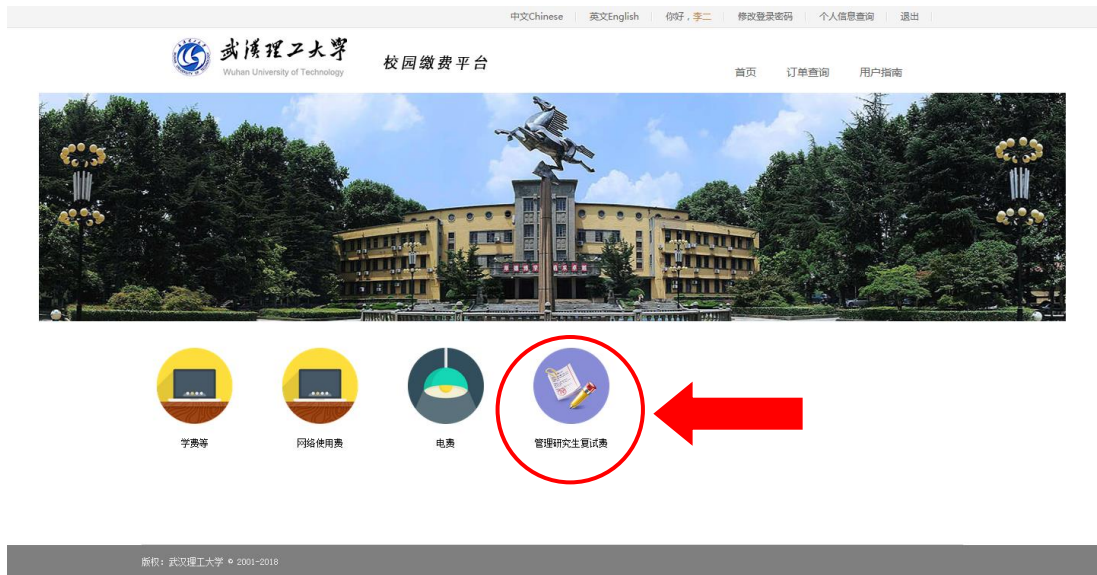 中文Chinese 英文English 你好，李二 修改登录密码 个人信息查询 退出
武汉理工大学
Wuhan University of Technology
校园缴费平台
首页 订单查询 用户指南
学费等 网络使用费 电费 管理研究生复试费
版权: 武汉理工大学 © 2001-2018